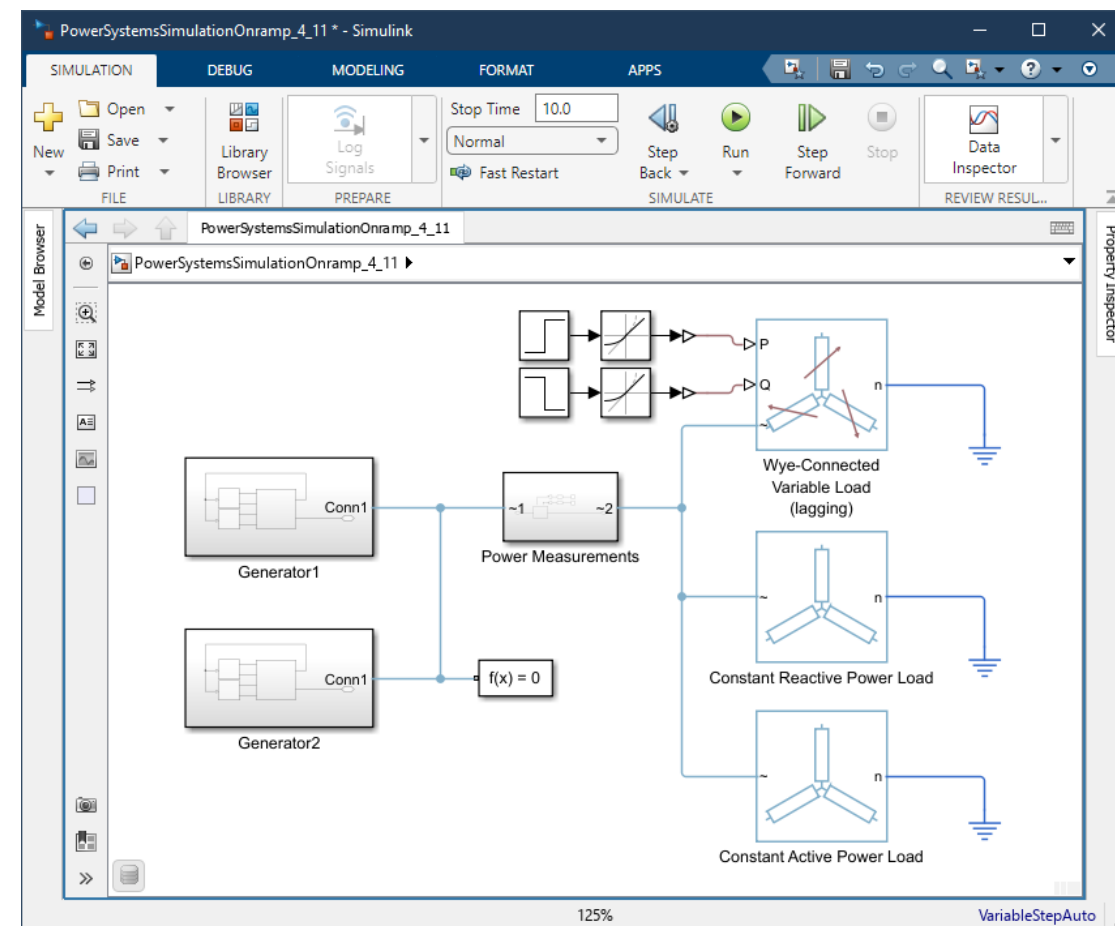 PowerSystemsSimulationOnramp_4_11 * - Simulink
SIMULATION DEBUG MODELING FORMAT APPS
New
Open
Save
Print
FILE
Library
Browser
LIBRARY
Log
Signals
PREPARE
Stop Time 10.0
Normal
Fast Restart
Step
Back
Run
Step
Forward
Stop
SIMULATE
Data
Inspector
REVIEW RESUL...
Model Browser
PowerSystemsSimulationOnramp_4_11
PowerSystemsSimulationOnramp_4_11
Property Inspector
P
Q
~
n
Wye-Connected
Variable Load
(lagging)
Conn1
Generator1
~1
~2
Power Measurements
~
n
Constant Reactive Power Load
Conn1
Generator2
f(x) = 0
~
n
Constant Active Power Load
125%
VariableStepAuto